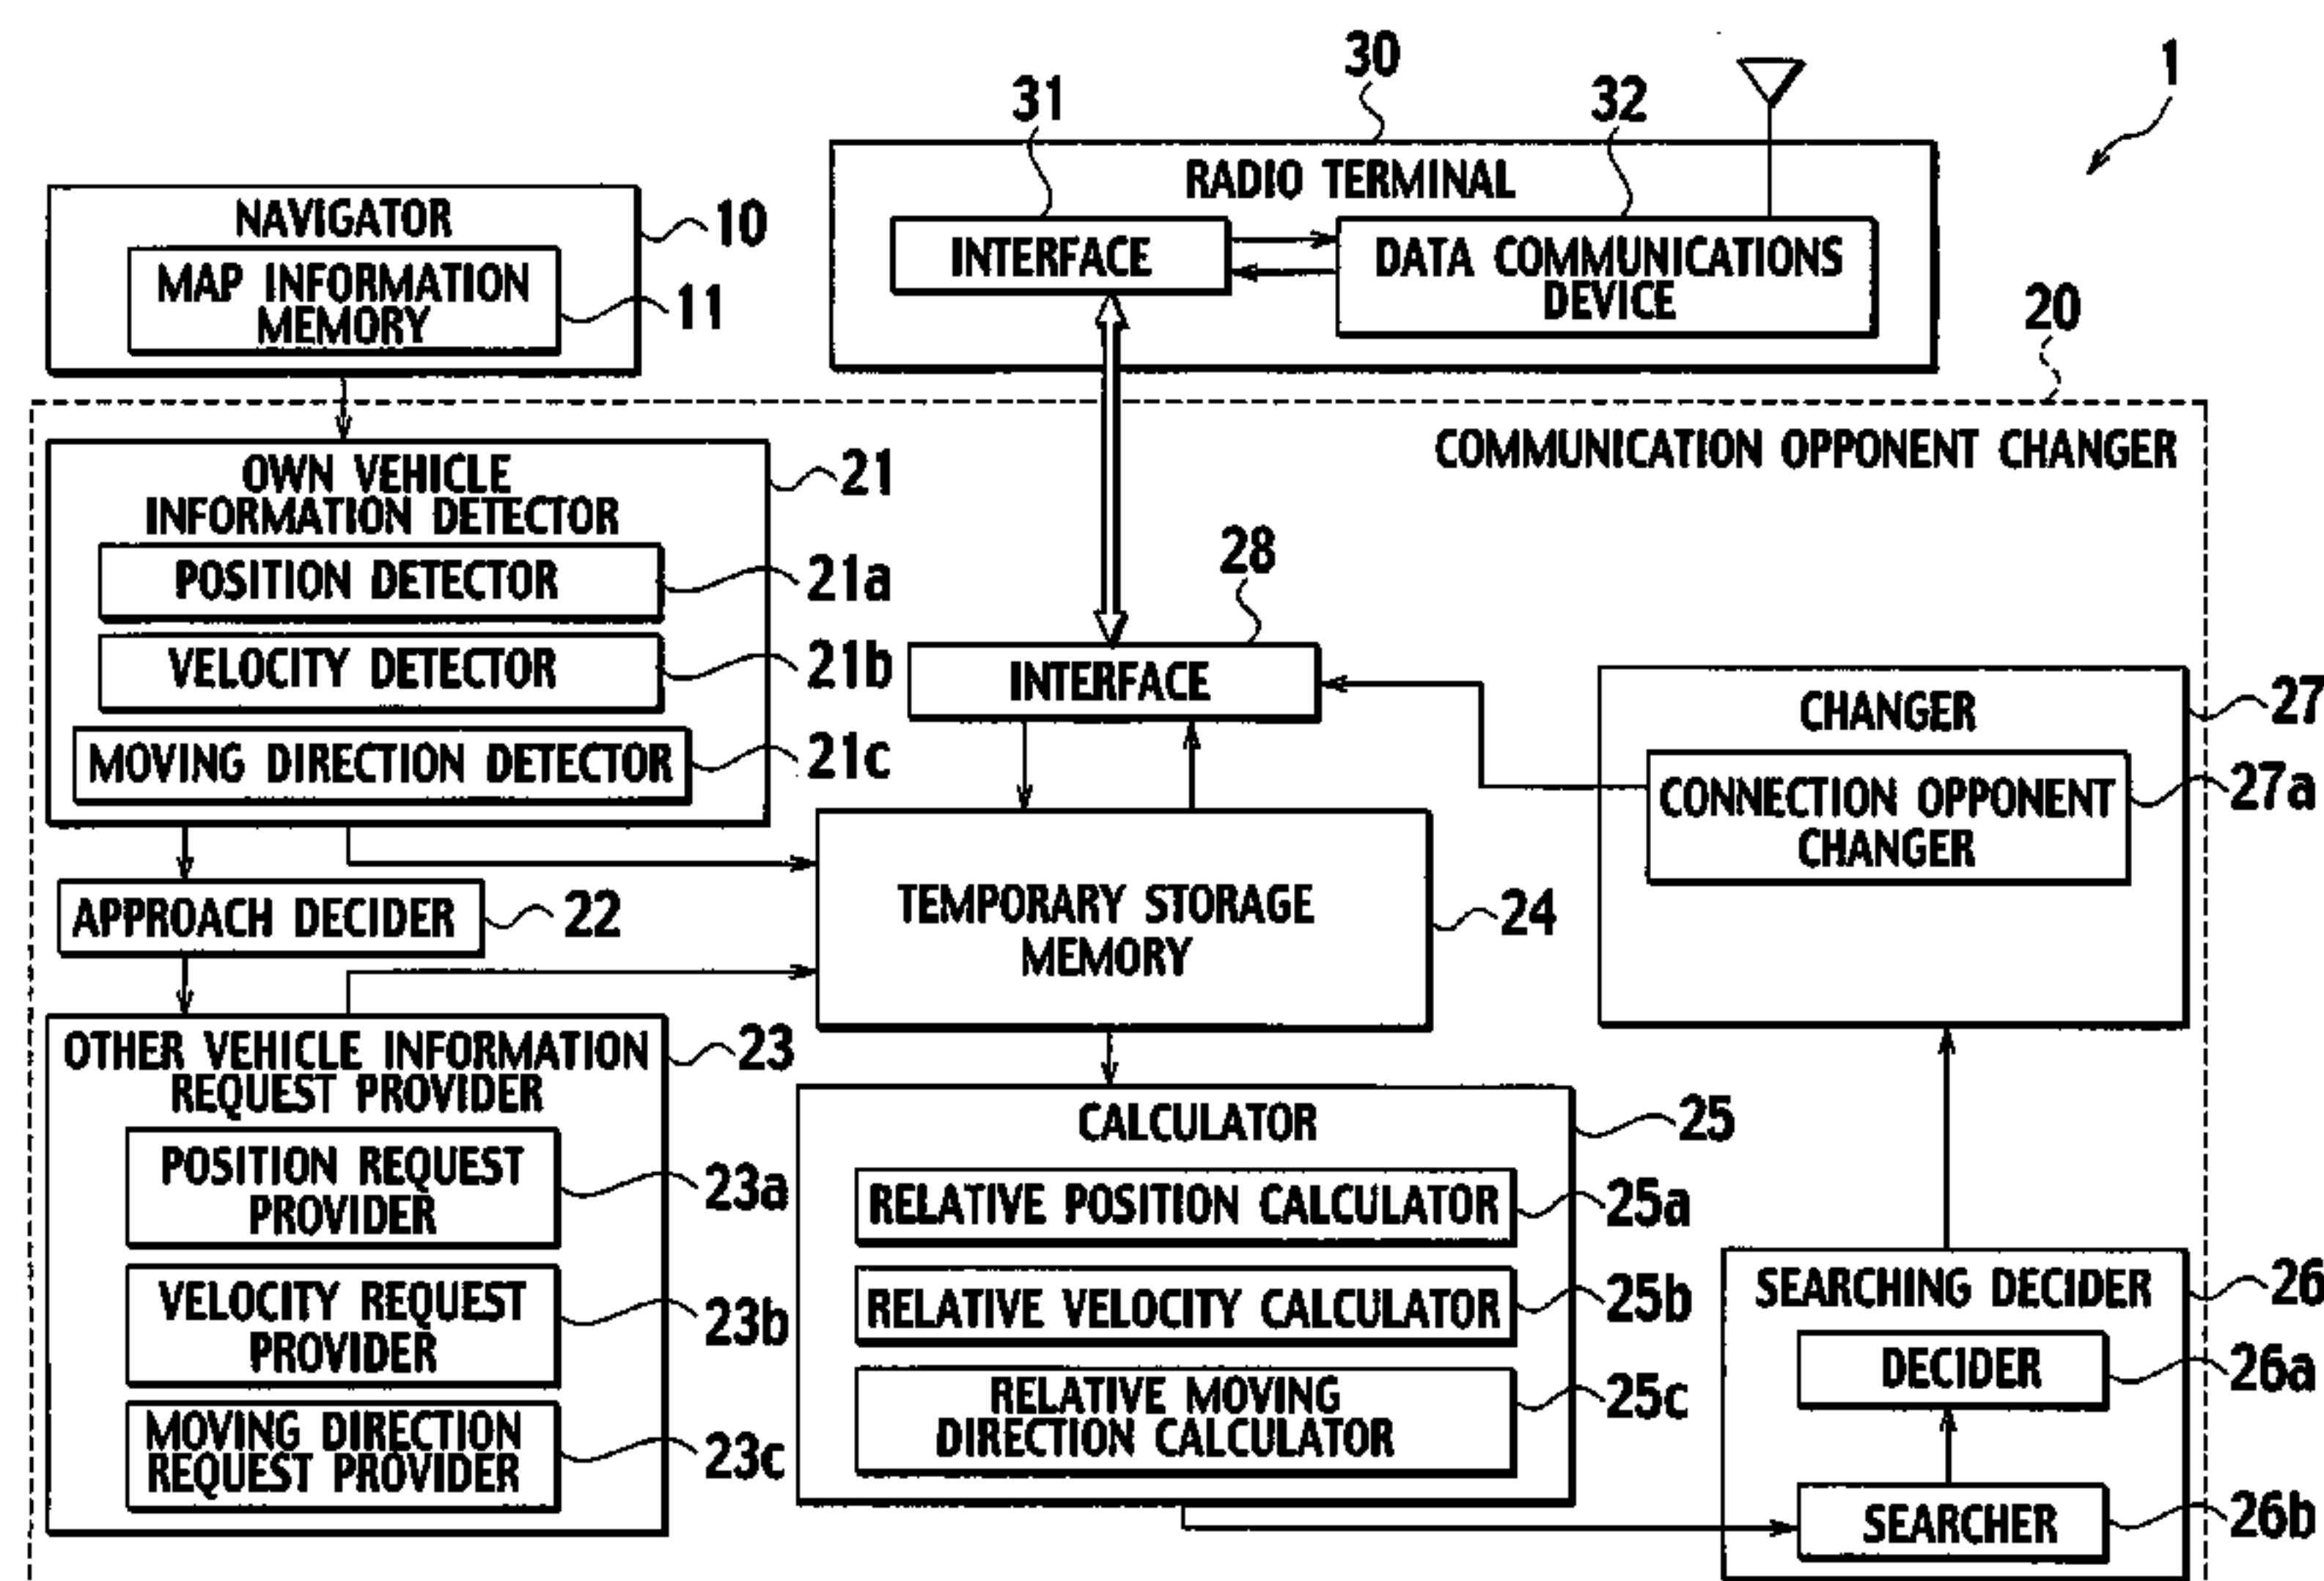 1
30
31
32
RADIO TERMINAL
INTERFACE
DATA COMMUNICATIONS
DEVICE
NAVIGATOR
10
MAP INFORMATION
MEMORY
11
20
COMMUNICATION OPPONENT CHANGER
OWN VEHICLE
INFORMATION DETECTOR
21
POSITION DETECTOR
21a
VELOCITY DETECTOR
21b
MOVING DIRECTION DETECTOR
21c
28
INTERFACE
CHANGER
27
CONNECTION OPPONENT
CHANGER
27a
APPROACH DECIDER
22
TEMPORARY STORAGE
MEMORY
24
OTHER VEHICLE INFORMATION
REQUEST PROVIDER
23
POSITION REQUEST
PROVIDER
23a
VELOCITY REQUEST
PROVIDER
23b
MOVING DIRECTION
REQUEST PROVIDER
23c
CALCULATOR
25
RELATIVE POSITION CALCULATOR
25a
RELATIVE VELOCITY CALCULATOR
25b
RELATIVE MOVING
DIRECTION CALCULATOR
25c
SEARCHING DECIDER
26
DECIDER
26a
SEARCHER
26b